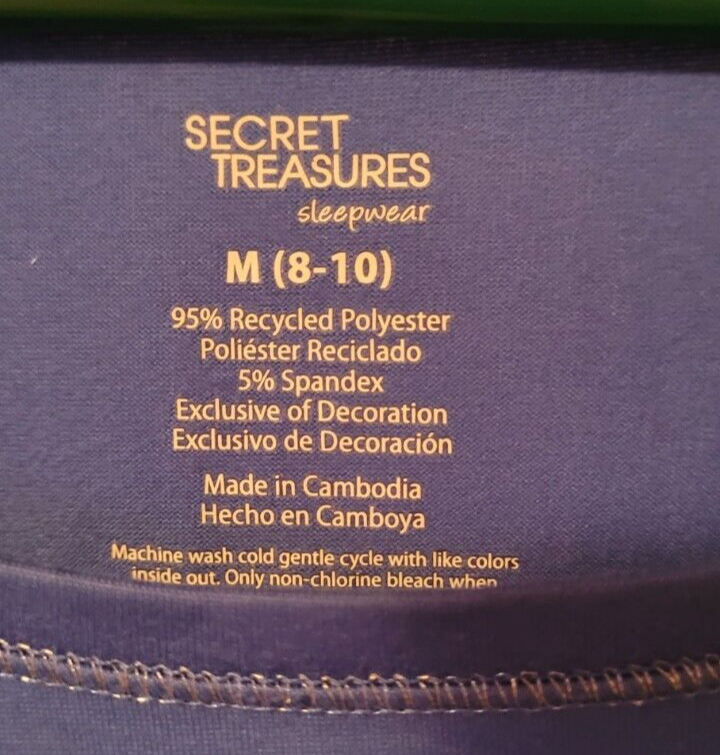 SECRET
TREASURES
sleepwear
M (8-10)
95% Recycled Polyester
Poliéster Reciclado
5% Spandex
Exclusive of Decoration
Exclusivo de Decoración
Made in Cambodia
Hecho en Camboya
Machine wash cold gentle cycle with like colors
inside out. Only non-chlorine bleach when